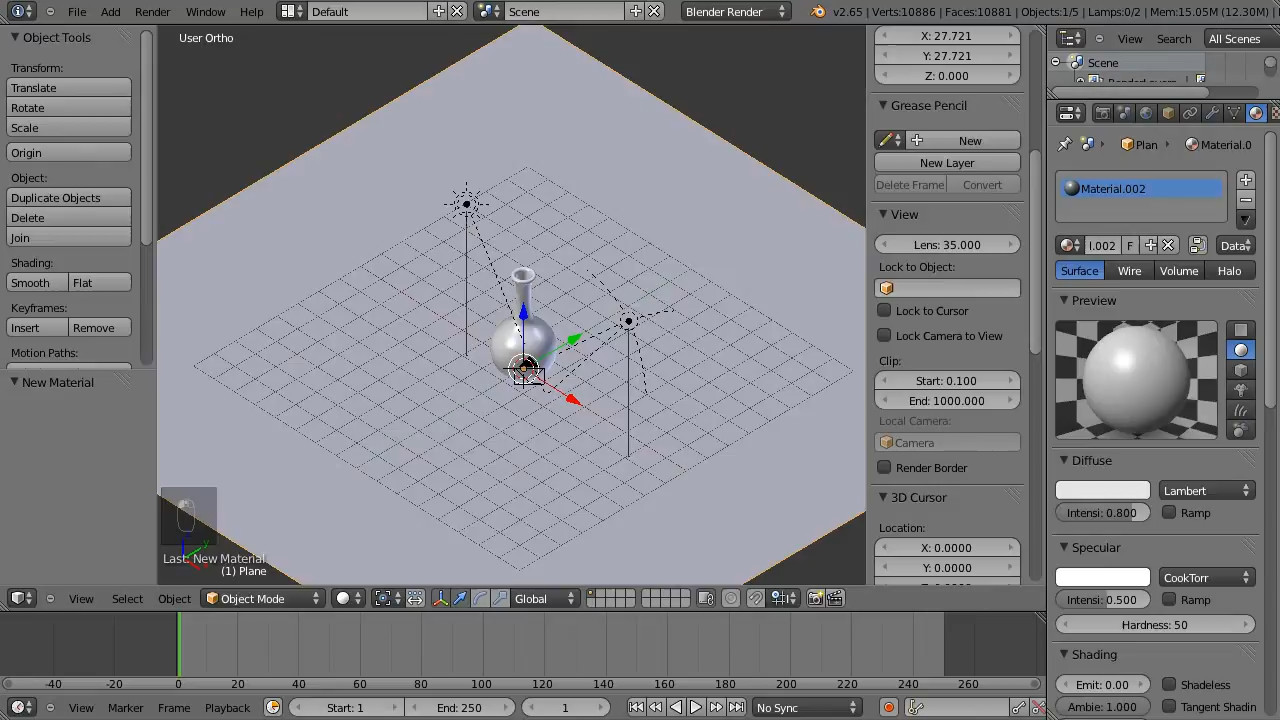 File Add Render Window Help Default Scene Blender Render v2.65 | Verts:10886 | Faces:10881 | Objects:1/5 | Lamps:0/2 | Mem:15.05M (12.30M) |
Object Tools
Transform:
Translate
Rotate
Scale
Origin
Object:
Duplicate Objects
Delete
Join
Shading:
Smooth Flat
Keyframes:
Insert Remove
Motion Paths:
New Material
User Ortho
Last: New Material
(1) Plane
X: 27.721
Y: 27.721
Z: 0.000
Grease Pencil
New
New Layer
Delete Frame Convert
View
Lens: 35.000
Lock to Object:
Lock to Cursor
Lock Camera to View
Clip:
Start: 0.100
End: 1000.000
Local Camera:
Camera
Render Border
3D Cursor
Location:
X: 0.0000
Y: 0.0000
View Search All Scenes
Scene
Plan Material.0
Material.002
I.002 F Data
Surface Wire Volume Halo
Preview
Diffuse
Lambert
Intensi: 0.800 Ramp
Specular
CookTorr
Intensi: 0.500 Ramp
Hardness: 50
Shading
Emit: 0.00 Shadeless
Ambie: 1.000 Tangent Shadin
View Select Object Object Mode Global
-40 -20 0 20 40 60 80 100 120 140 160 180 200 220 240 260
View Marker Frame Playback Start: 1 End: 250 1 No Sync